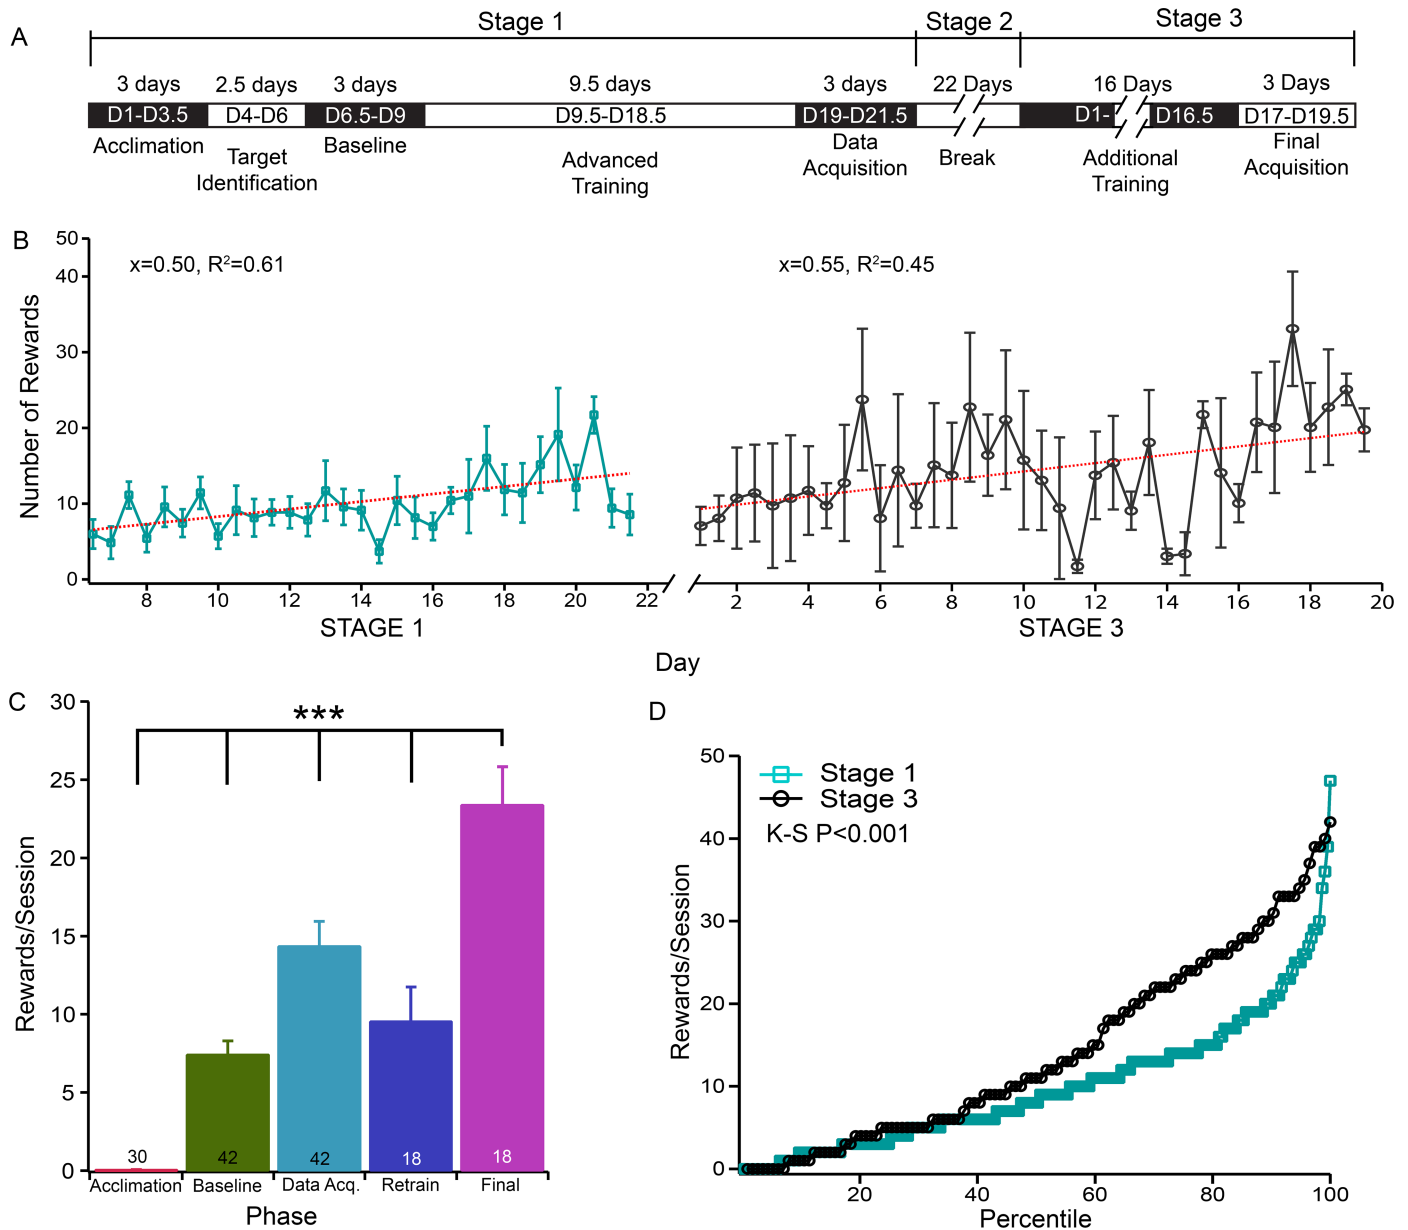 A
Stage 1
Stage 2
Stage 3
3 days
2.5 days
3 days
9.5 days
3 days
22 Days
16 Days
3 Days
D1-D3.5
D4-D6
D6.5-D9
D9.5-D18.5
D19-D21.5
D1-
D16.5
D17-D19.5
Acclimation
Target
Identification
Baseline
Advanced
Training
Data
Acquisition
Break
Additional
Training
Final
Acquisition
B
Number of Rewards
50
40
30
20
10
0
x=0.50, R²=0.61
x=0.55, R²=0.45
8 10 12 14 16 18 20 22
2 4 6 8 10 12 14 16 18 20
STAGE 1
STAGE 3
Day
C
Rewards/Session
30
25
20
15
10
5
0
***
30
42
42
18
18
Acclimation
Baseline
Data Acq.
Retrain
Final
Phase
D
Rewards/Session
50
40
30
20
10
0
Stage 1
Stage 3
K-S P<0.001
20 40 60 80 100
Percentile